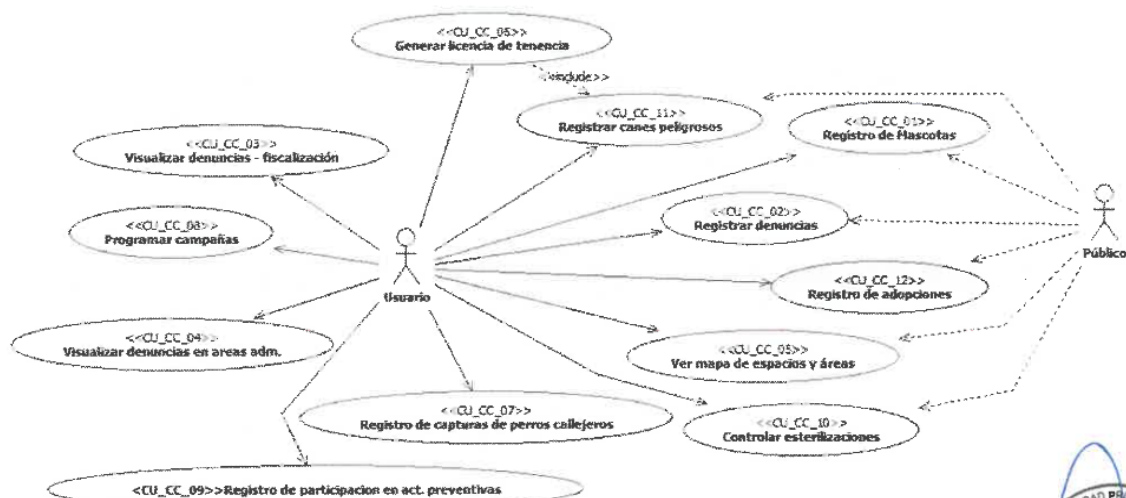 <<CU_CC_06>>
Generar licencia de tenencia
<<include>>
<<CU_CC_11>>
Registrar canes peligrosos
<<CU_CC_01>>
Registro de Mascotas
<<CU_CC_03>>
Visualizar denuncias - fiscalización
<<CU_CC_02>>
Registrar denuncias
<<CU_CC_08>>
Programar campañas
Usuario
Público
<<CU_CC_12>>
Registro de adopciones
<<CU_CC_04>>
Visualizar denuncias en areas adm.
<<CU_CC_05>>
Ver mapa de espacios y áreas
<<CU_CC_07>>
Registro de capturas de perros callejeros
<<CU_CC_10>>
Controlar esterilizaciones
<CU_CC_09>>Registro de participacion en act. preventivas